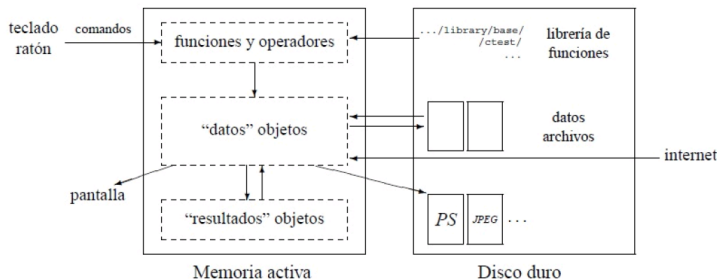 teclado
ratón
comandos
funciones y operadores
.../library/base/
/ctest/
...
librería de
funciones
“datos” objetos
datos
archivos
internet
pantalla
“resultados” objetos
PS
JPEG
...
Memoria activa
Disco duro